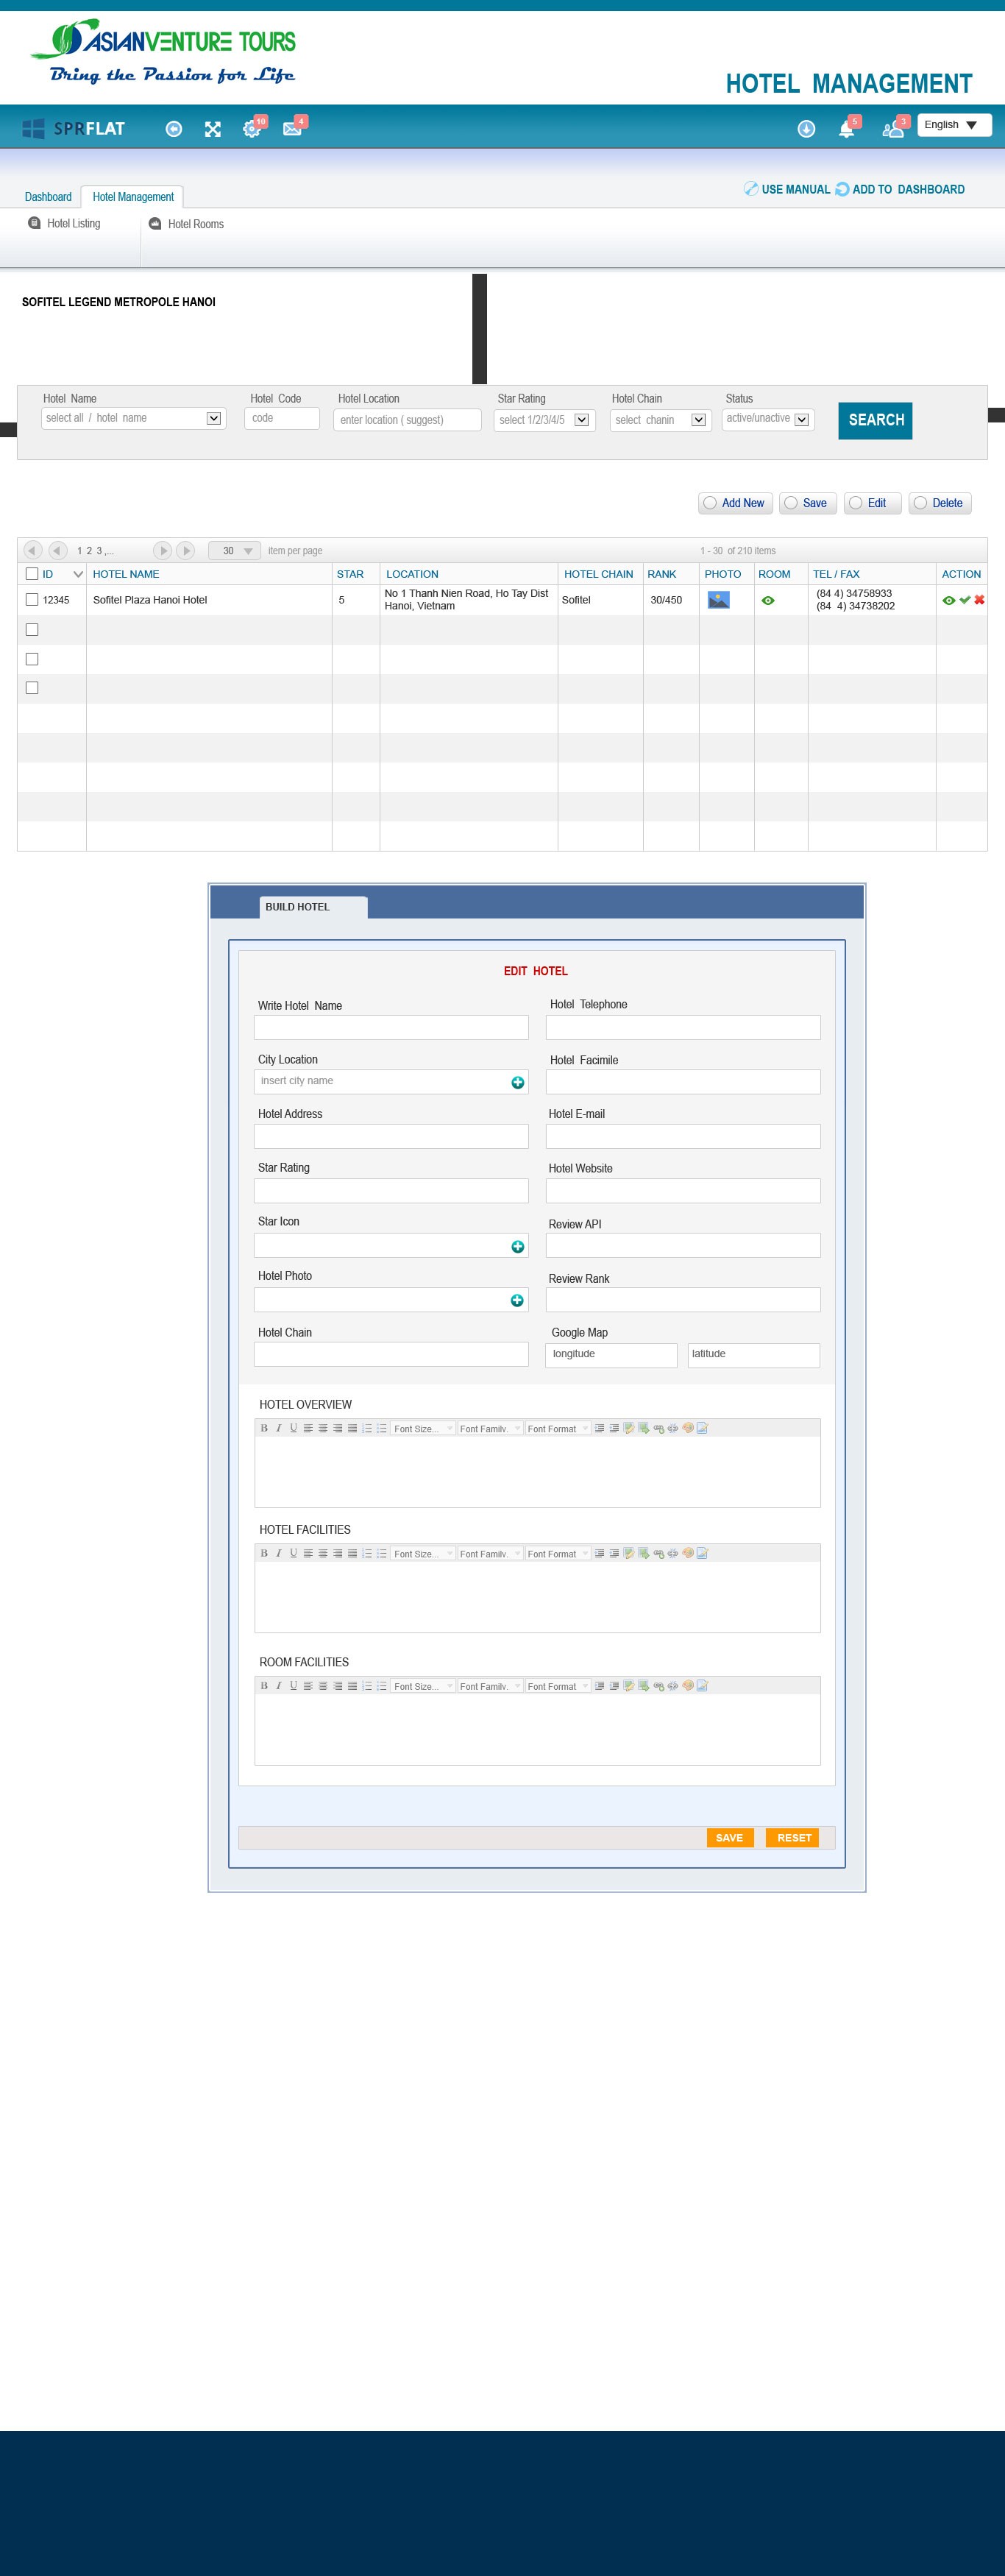 ASIANVENTURE TOURS
Bring the Passion for Life
HOTEL MANAGEMENT
SPRFLAT
10
4
5
3
English
Dashboard
Hotel Management
USE MANUAL
ADD TO DASHBOARD
Hotel Listing
Hotel Rooms
SOFITEL LEGEND METROPOLE HANOI
Hotel Name
Hotel Code
Hotel Location
Star Rating
Hotel Chain
Status
select all / hotel name
code
enter location ( suggest)
select 1/2/3/4/5
select chanin
active/unactive
SEARCH
Add New
Save
Edit
Delete
1 2 3 ,...
30
item per page
1 - 30 of 210 items
ID
HOTEL NAME
STAR
LOCATION
HOTEL CHAIN
RANK
PHOTO
ROOM
TEL / FAX
ACTION
12345
Sofitel Plaza Hanoi Hotel
5
No 1 Thanh Nien Road, Ho Tay Dist
Hanoi, Vietnam
Sofitel
30/450
(84 4) 34758933
(84 4) 34738202
BUILD HOTEL
EDIT HOTEL
Write Hotel Name
Hotel Telephone
City Location
Hotel Facimile
insert city name
Hotel Address
Hotel E-mail
Star Rating
Hotel Website
Star Icon
Review API
Hotel Photo
Review Rank
Hotel Chain
Google Map
longitude
latitude
HOTEL OVERVIEW
B I U Font Size... Font Family. Font Format
HOTEL FACILITIES
B I U Font Size... Font Family. Font Format
ROOM FACILITIES
B I U Font Size... Font Family. Font Format
SAVE
RESET